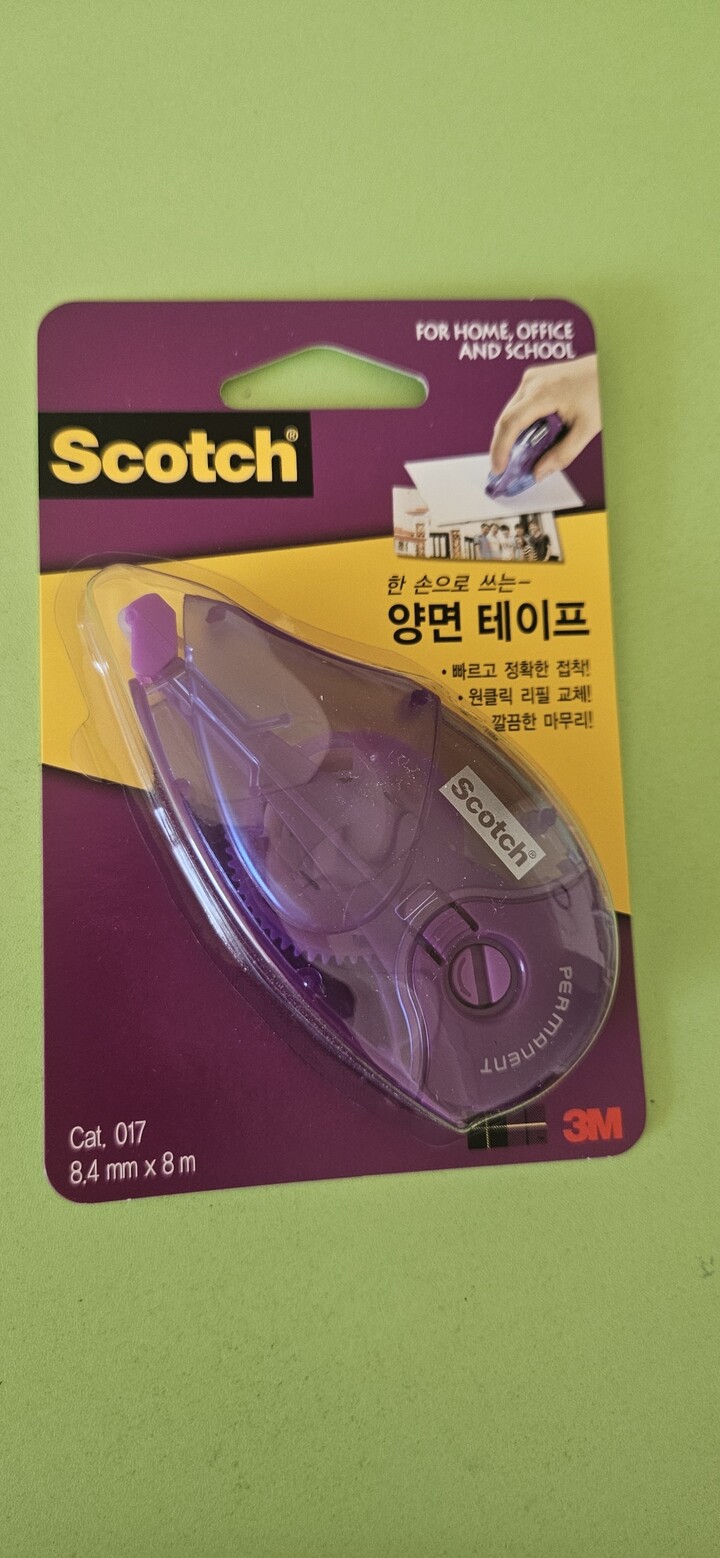 FOR HOME, OFFICE
AND SCHOOL
Scotch®
한 손으로 쓰는~
양면 테이프
• 빠르고 정확한 접착!
• 원클릭 리필 교체!
깔끔한 마무리!
Scotch®
PERMANENT
Cat. 017
8.4 mm x 8 m
3M